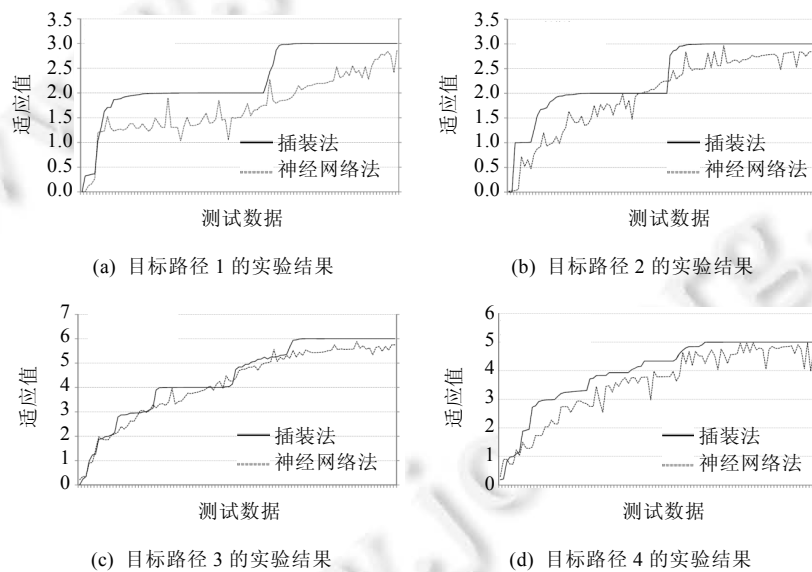 3.5
3.0
2.5
2.0
1.5
1.0
0.5
0.0
适应值
插装法
神经网络法
测试数据
(a) 目标路径 1 的实验结果
3.5
3.0
2.5
2.0
1.5
1.0
0.5
0.0
适应值
插装法
神经网络法
测试数据
(b) 目标路径 2 的实验结果
7
6
5
4
3
2
1
0
适应值
插装法
神经网络法
测试数据
(c) 目标路径 3 的实验结果
6
5
4
3
2
1
0
适应值
插装法
神经网络法
测试数据
(d) 目标路径 4 的实验结果